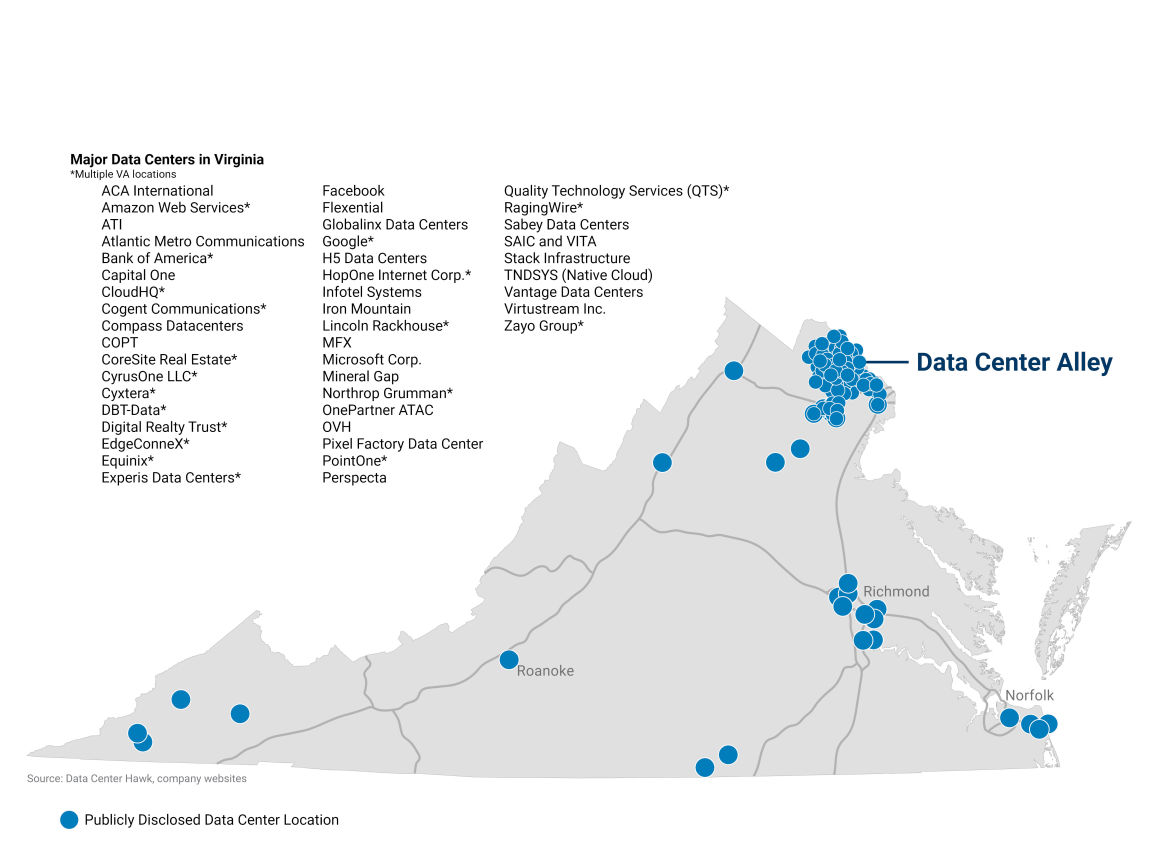 Major Data Centers in Virginia
*Multiple VA locations
ACA International
Amazon Web Services*
ATI
Atlantic Metro Communications
Bank of America*
Capital One
CloudHQ*
Cogent Communications*
Compass Datacenters
COPT
CoreSite Real Estate*
CyrusOne LLC*
Cyxtera*
DBT-Data*
Digital Realty Trust*
EdgeConneX*
Equinix*
Experis Data Centers*
Facebook
Flexential
Globalinx Data Centers
Google*
H5 Data Centers
HopOne Internet Corp.*
Infotel Systems
Iron Mountain
Lincoln Rackhouse*
MFX
Microsoft Corp.
Mineral Gap
Northrop Grumman*
OnePartner ATAC
OVH
Pixel Factory Data Center
PointOne*
Perspecta
Quality Technology Services (QTS)*
RagingWire*
Sabey Data Centers
SAIC and VITA
Stack Infrastructure
TNDSYS (Native Cloud)
Vantage Data Centers
Virtustream Inc.
Zayo Group*
Data Center Alley
Richmond
Roanoke
Norfolk
Source: Data Center Hawk, company websites
Publicly Disclosed Data Center Location